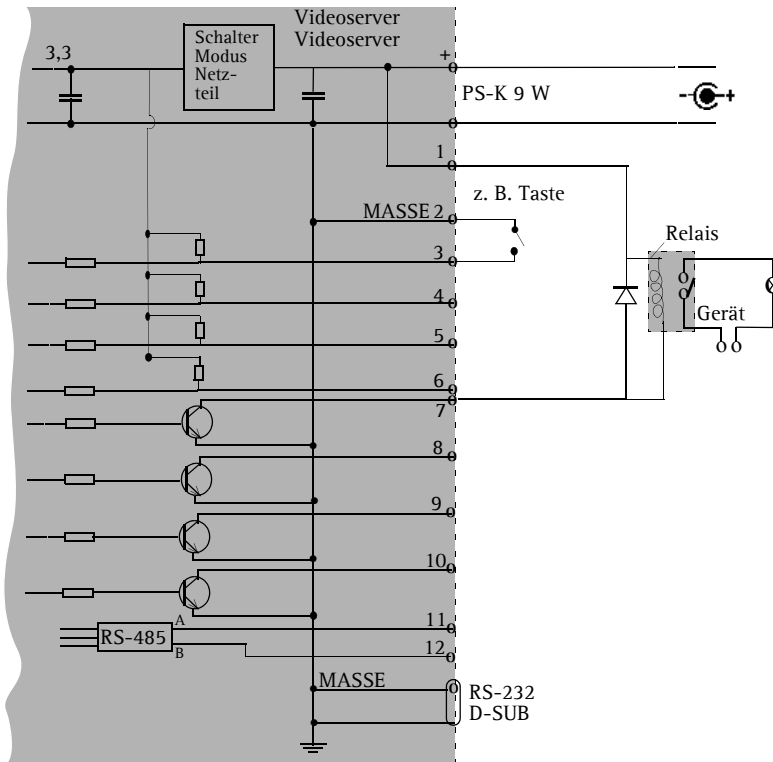 Videoserver
Videoserver
Schalter
Modus
Netz-
teil
3,3
+
PS-K 9 W
- +
1
z. B. Taste
MASSE 2
Relais
3
4
Gerät
5
6
7
8
9
10
11
A
RS-485
B
12
MASSE
RS-232
D-SUB